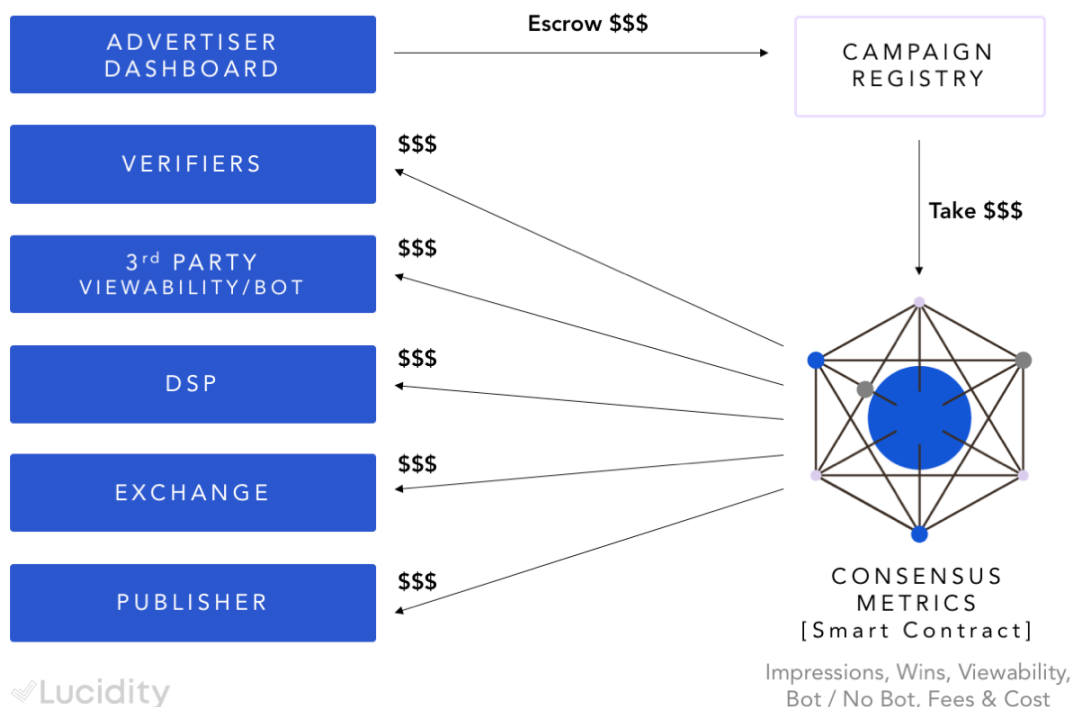 ADVERTISER
DASHBOARD
Escrow $$$
CAMPAIGN
REGISTRY
VERIFIERS
$$$
Take $$$
3rd PARTY
VIEWABILITY/BOT
$$$
DSP
$$$
EXCHANGE
$$$
PUBLISHER
$$$
CONSENSUS
METRICS
[Smart Contract]
Impressions, Wins, Viewability,
Bot / No Bot, Fees & Cost
Lucidity